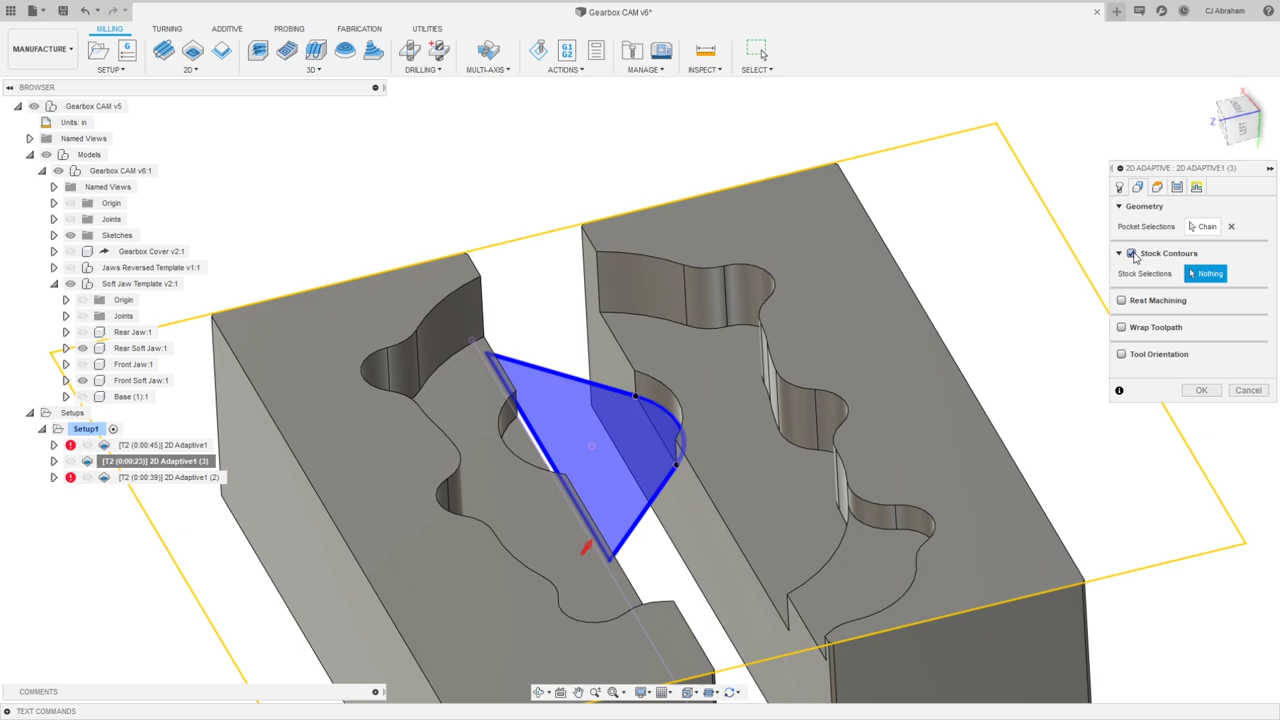 Gearbox CAM v6*
CJ Abraham
MANUFACTURE
MILLING TURNING ADDITIVE PROBING FABRICATION UTILITIES
G1 G2
SETUP 2D 3D DRILLING MULTI-AXIS ACTIONS MANAGE INSPECT SELECT
BROWSER
Gearbox CAM v5
Units: in
Named Views
Models
Gearbox CAM v6:1
Named Views
Origin
Joints
Sketches
Gearbox Cover v2:1
Jaws Reversed Template v1:1
Soft Jaw Template v2:1
Origin
Joints
Rear Jaw:1
Rear Soft Jaw:1
Front Jaw:1
Front Soft Jaw:1
Base (1):1
Setups
Setup1
[T2 (0:00:45)] 2D Adaptive1
[T2 (0:00:23)] 2D Adaptive1 (3)
[T2 (0:00:39)] 2D Adaptive1 (2)
X
Z
LEFT
2D ADAPTIVE : 2D ADAPTIVE1 (3)
Geometry
Pocket Selections Chain
Stock Contours
Stock Selections Nothing
Rest Machining
Wrap Toolpath
Tool Orientation
OK Cancel
COMMENTS
TEXT COMMANDS